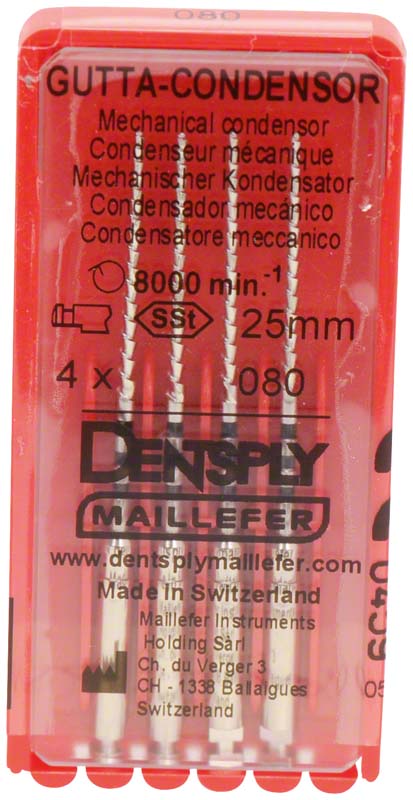 080
GUTTA-CONDENSOR
Mechanical condensor
Condenseur mécanique
Mechanischer Kondensator
Condensador mecánico
Condensatore meccanico
8000 min.-1
SSt 25mm
4 x 080
DENTSPLY
MAILLEFER
www.dentsplymaillefer.com
Made In Switzerland
Maillefer Instruments
Holding Sàrl
Ch. du Verger 3
CH - 1338 Ballaigues
Switzerland
0459
05